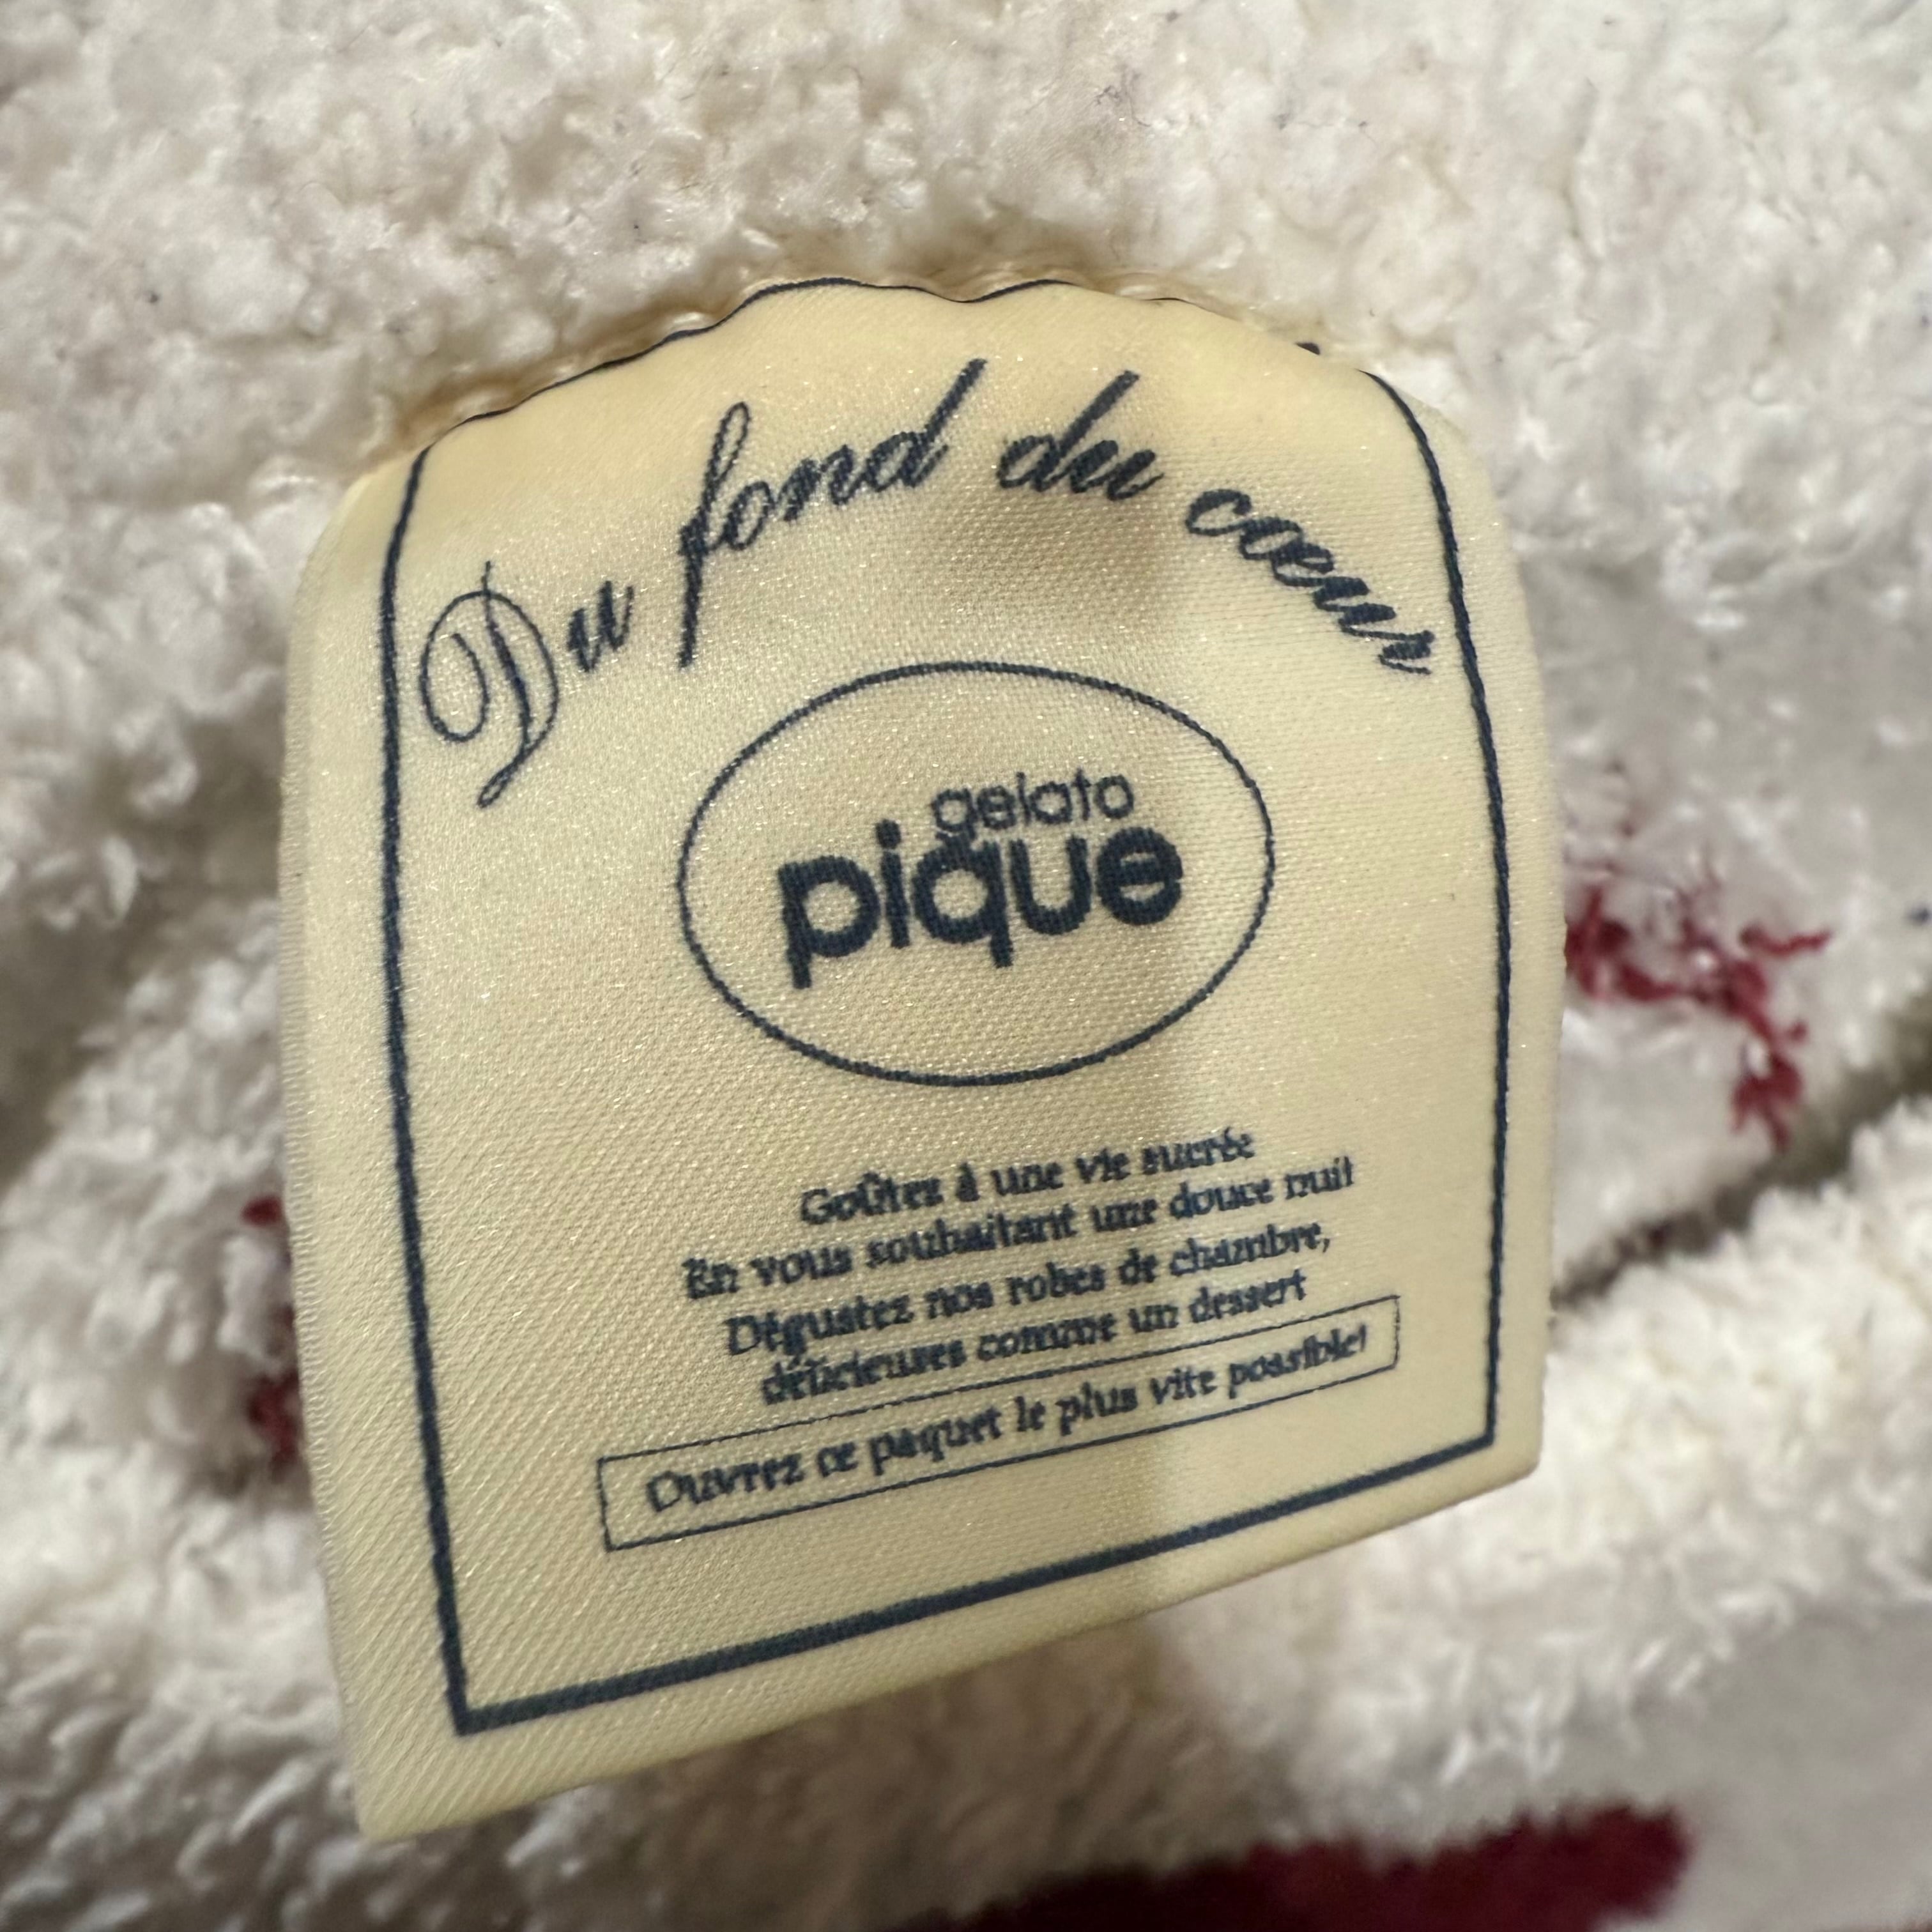 Du fond du cœur
gelato
pique
Goûtez à une vie sucrée
En vous souhaitant une douce nuit
Dégustez nos robes de chambre,
délicieuses comme un dessert
Ouvrez ce paquet le plus vite possible!